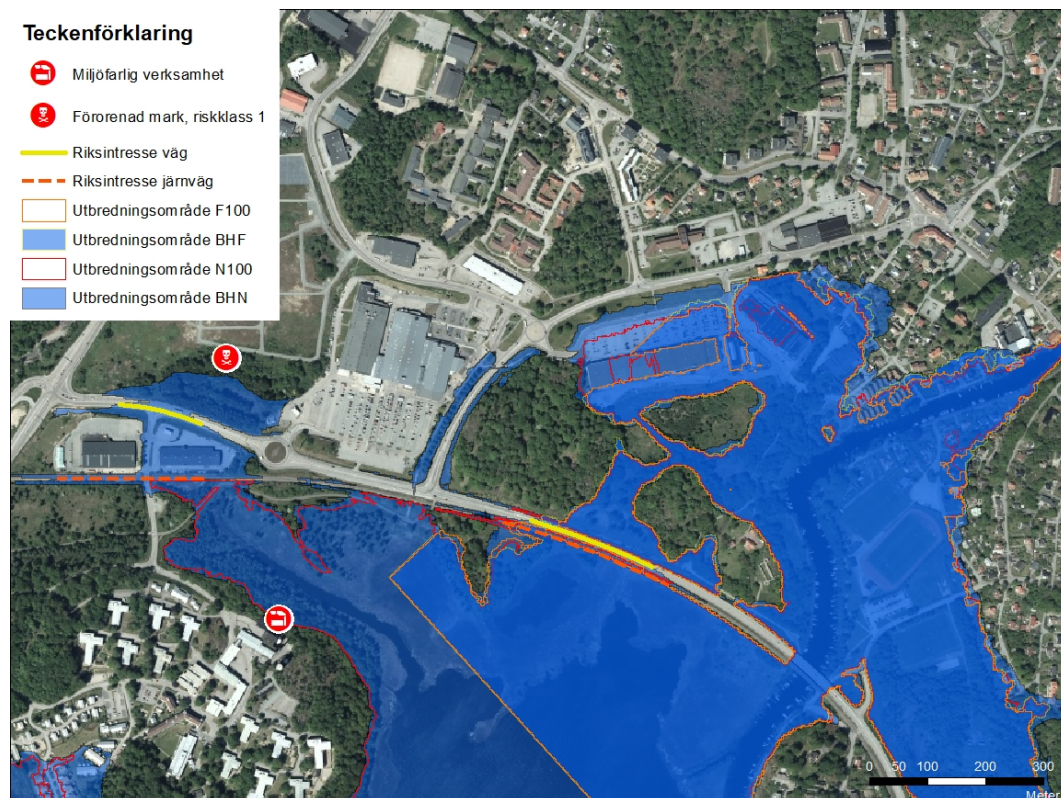 Teckenförklaring
Miljöfarlig verksamhet
Förorenad mark, riskklass 1
Riksintresse väg
Riksintresse järnväg
Utbredningsområde F100
Utbredningsområde BHF
Utbredningsområde N100
Utbredningsområde BHN
0 50 100 200 300
Meter